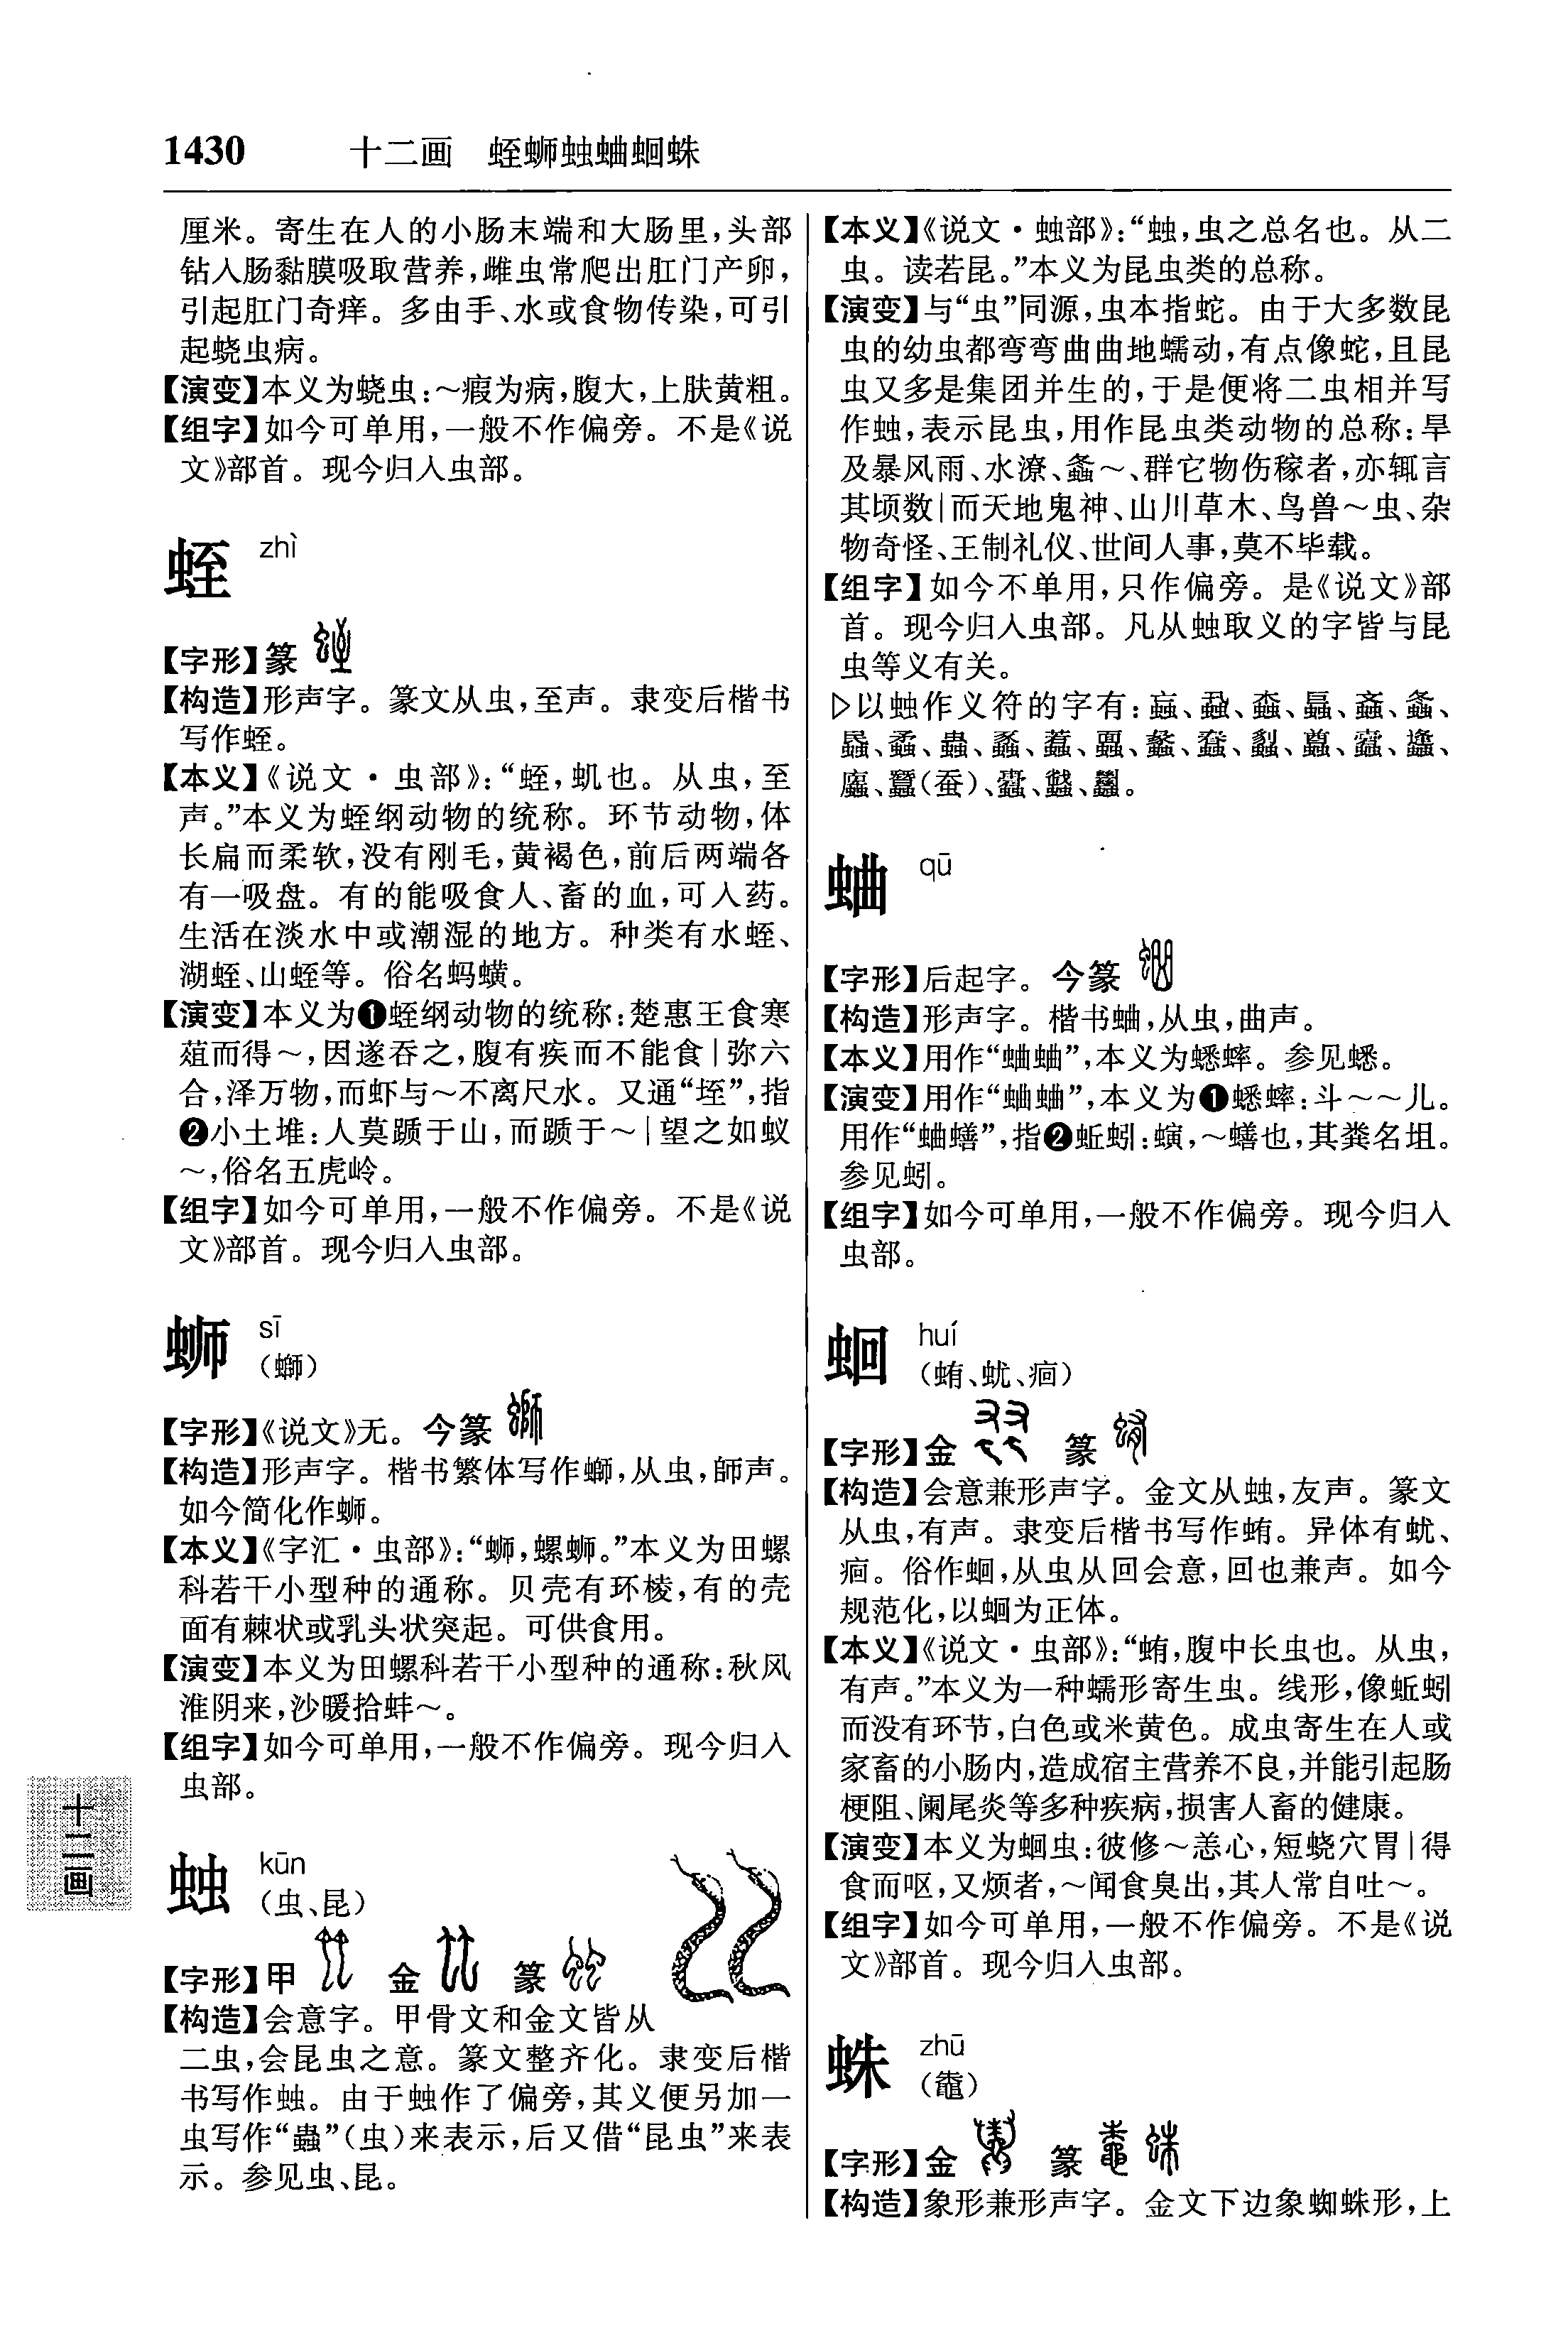 1430 十二画 蛭蛳䖵蛐蛔蛛
厘米。寄生在人的小肠末端和大肠里,头部
钻入肠黏膜吸取营养,雌虫常爬出肛门产卵,
引起肛门奇痒。多由手、水或食物传染,可引
起蛲虫病。
【演变】本义为蛲虫:～瘕为病,腹大,上肤黄粗。
【组字】如今可单用,一般不作偏旁。不是《说
文》部首。现今归入虫部。
蛭 zhì
【字形】篆
【构造】形声字。篆文从虫,至声。隶变后楷书
写作蛭。
【本义】《说文·虫部》:“蛭,虮也。从虫,至
声。”本义为蛭纲动物的统称。环节动物,体
长扁而柔软,没有刚毛,黄褐色,前后两端各
有一吸盘。有的能吸食人、畜的血,可入药。
生活在淡水中或潮湿的地方。种类有水蛭、
湖蛭、山蛭等。俗名蚂蟥。
【演变】本义为❶蛭纲动物的统称:楚惠王食寒
菹而得～,因遂吞之,腹有疾而不能食|弥六
合,泽万物,而虾与～不离尺水。又通“垤”,指
❷小土堆:人莫踬于山,而踬于～|望之如蚁
～,俗名五虎岭。
【组字】如今可单用,一般不作偏旁。不是《说
文》部首。现今归入虫部。
蛳 sī
(螄)
【字形】《说文》无。今篆
【构造】形声字。楷书繁体写作螄,从虫,師声。
如今简化作蛳。
【本义】《字汇·虫部》:“蛳,螺蛳。”本义为田螺
科若干小型种的通称。贝壳有环棱,有的壳
面有棘状或乳头状突起。可供食用。
【演变】本义为田螺科若干小型种的通称:秋风
淮阴来,沙暖拾蚌～。
【组字】如今可单用,一般不作偏旁。现今归入
虫部。
䖵 kūn
(虫、昆)
【字形】甲 金 篆
【构造】会意字。甲骨文和金文皆从
二虫,会昆虫之意。篆文整齐化。隶变后楷
书写作䖵。由于䖵作了偏旁,其义便另加一
虫写作“蟲”(虫)来表示,后又借“昆虫”来表
示。参见虫、昆。
【本义】《说文·䖵部》:“䖵,虫之总名也。从二
虫。读若昆。”本义为昆虫类的总称。
【演变】与“虫”同源,虫本指蛇。由于大多数昆
虫的幼虫都弯弯曲曲地蠕动,有点像蛇,且昆
虫又多是集团并生的,于是便将二虫相并写
作䖵,表示昆虫,用作昆虫类动物的总称:旱
及暴风雨、水潦、螽～、群它物伤稼者,亦辄言
其顷数|而天地鬼神、山川草木、鸟兽～虫、杂
物奇怪、王制礼仪、世间人事,莫不毕载。
【组字】如今不单用,只作偏旁。是《说文》部
首。现今归入虫部。凡从䖵取义的字皆与昆
虫等义有关。
▷以䖵作义符的字有:
(蚕)
蛐 qū
【字形】后起字。今篆
【构造】形声字。楷书蛐,从虫,曲声。
【本义】用作“蛐蛐”,本义为蟋蟀。参见蟋。
【演变】用作“蛐蛐”,本义为❶蟋蟀:斗～～儿。
用作“蛐蟮”,指❷蚯蚓:螾,～蟮也,其粪名坥。
参见蚓。
【组字】如今可单用,一般不作偏旁。现今归入
虫部。
蛔 huí
(蛕、蚘、痐)
【字形】金 篆
【构造】会意兼形声字。金文从䖵,友声。篆文
从虫,有声。隶变后楷书写作蛕。异体有蚘、
痐。俗作蛔,从虫从回会意,回也兼声。如今
规范化,以蛔为正体。
【本义】《说文·虫部》:“蛕,腹中长虫也。从虫,
有声。”本义为一种蠕形寄生虫。线形,像蚯蚓
而没有环节,白色或米黄色。成虫寄生在人或
家畜的小肠内,造成宿主营养不良,并能引起肠
梗阻、阑尾炎等多种疾病,损害人畜的健康。
【演变】本义为蛔虫:彼修～恙心,短蛲穴胃|得
食而呕,又烦者,～闻食臭出,其人常自吐～。
【组字】如今可单用,一般不作偏旁。不是《说
文》部首。现今归入虫部。
蛛 zhū
(鼄)
【字形】金 篆
【构造】象形兼形声字。金文下边象蜘蛛形,上
十二画